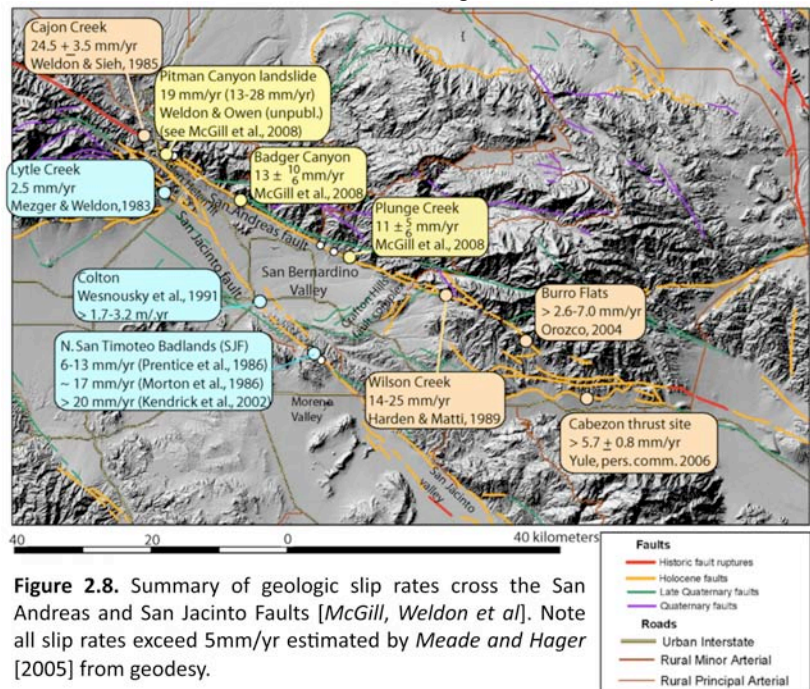 Cajon Creek
24.5 ± 3.5 mm/yr
Weldon & Sieh, 1985
Pitman Canyon landslide
19 mm/yr (13-28 mm/yr)
Weldon & Owen (unpubl.)
(see McGill et al., 2008)
Lytle Creek
2.5 mm/yr
Mezger & Weldon,1983
Badger Canyon
13 ± 10/6 mm/yr
McGill et al., 2008
Plunge Creek
11 ± 5/6 mm/yr
McGill et al., 2008
San Andreas fault
San Jacinto fault
San Bernardino
Valley
Colton
Wesnousky et al., 1991
> 1.7-3.2 m/.yr
Crafton Hills
Burro Flats
> 2.6-7.0 mm/yr
Orozco, 2004
N. San Timoteo Badlands (SJF)
6-13 mm/yr (Prentice et al., 1986)
~ 17 mm/yr (Morton et al., 1986)
> 20 mm/yr (Kendrick et al., 2002)
Moreno
Valley
Wilson Creek
14-25 mm/yr
Harden & Matti, 1989
Cabezon thrust site
> 5.7 ± 0.8 mm/yr
Yule, pers.comm. 2006
San Jacinto
valley
40 20 0 40 kilometers
Figure 2.8. Summary of geologic slip rates cross the San
Andreas and San Jacinto Faults [McGill, Weldon et al]. Note
all slip rates exceed 5mm/yr estimated by Meade and Hager
[2005] from geodesy.
Faults
Historic fault ruptures
Holocene faults
Late Quaternary faults
Quaternary faults
Roads
Urban Interstate
Rural Minor Arterial
Rural Principal Arterial